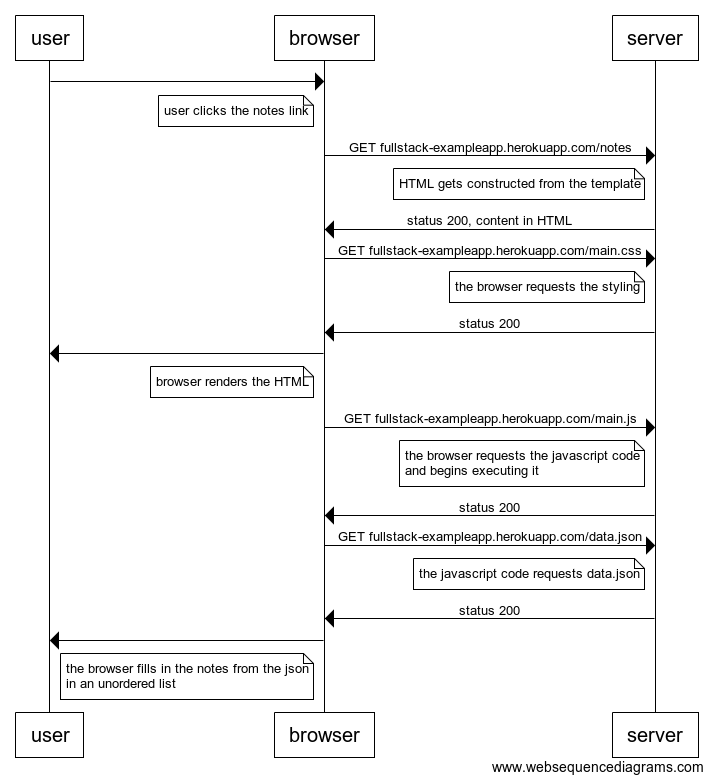 user
browser
server
user clicks the notes link
GET fullstack-exampleapp.herokuapp.com/notes
HTML gets constructed from the template
status 200, content in HTML
GET fullstack-exampleapp.herokuapp.com/main.css
the browser requests the styling
status 200
browser renders the HTML
GET fullstack-exampleapp.herokuapp.com/main.js
the browser requests the javascript code
and begins executing it
status 200
GET fullstack-exampleapp.herokuapp.com/data.json
the javascript code requests data.json
status 200
the browser fills in the notes from the json
in an unordered list
user
browser
server
www.websequencediagrams.com